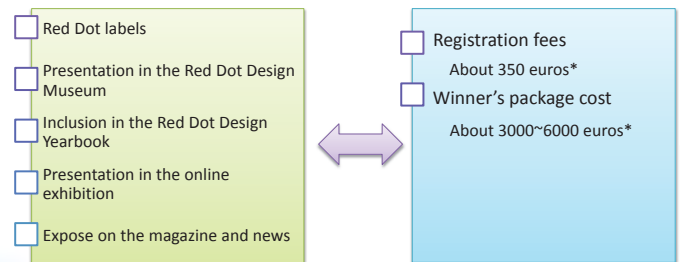 Red Dot labels
Presentation in the Red Dot Design
Museum
Inclusion in the Red Dot Design
Yearbook
Presentation in the online
exhibition
Expose on the magazine and news
Registration fees
About 350 euros*
Winner's package cost
About 3000~6000 euros*